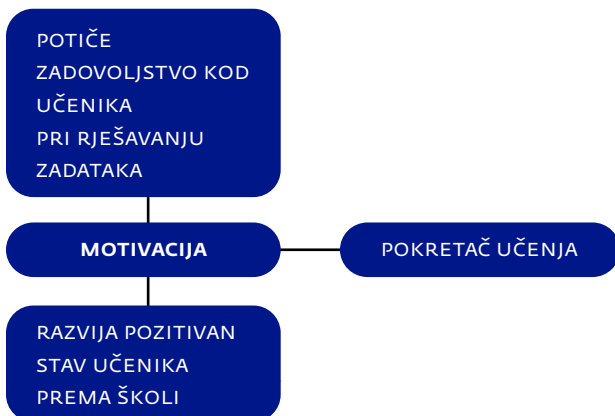 POTIČE
ZADOVOLJSTVO KOD
UČENIKA
PRI RJEŠAVANJU
ZADATAKA
MOTIVACIJA
POKRETAČ UČENJA
RAZVIJA POZITIVAN
STAV UČENIKA
PREMA ŠKOLI